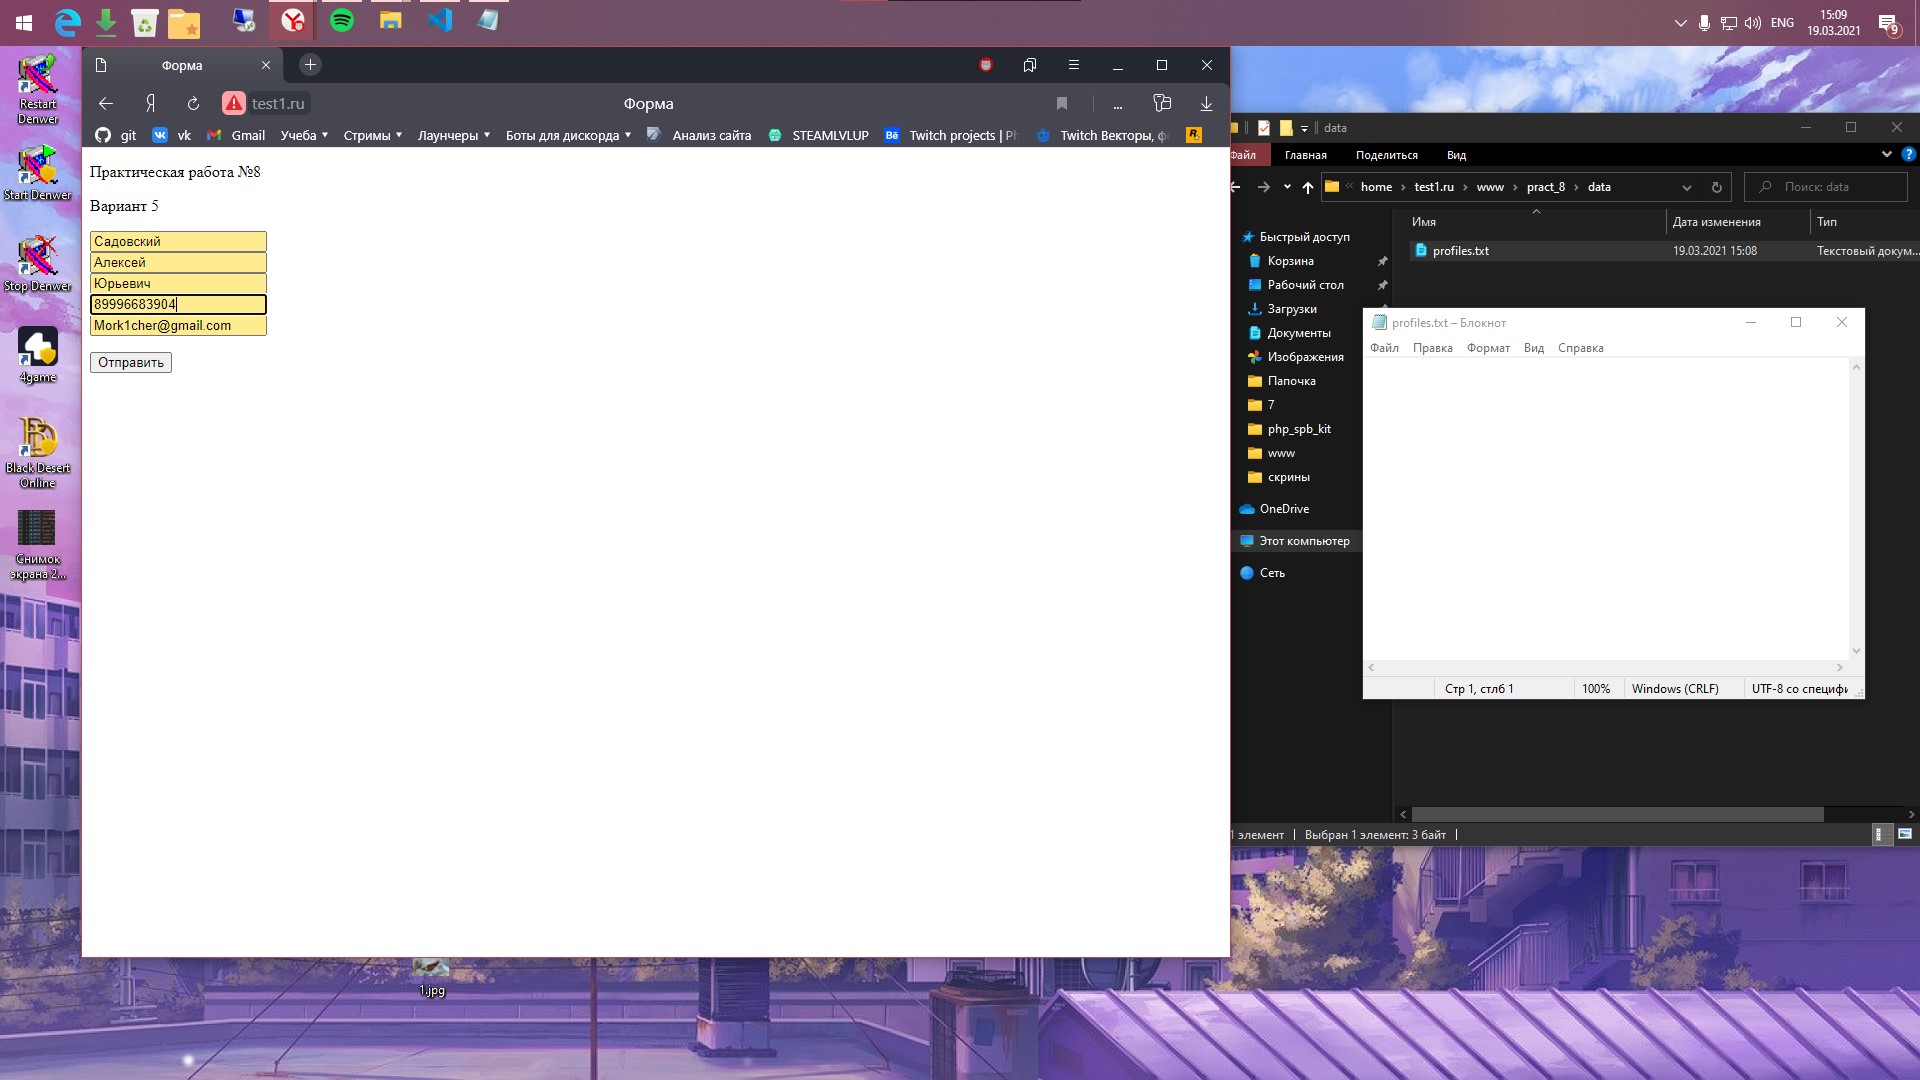 ENG
15:09
19.03.2021
9
Restart
Denwer
Start Denwer
Stop Denwer
4game
Black Desert
Online
Снимок
экрана 2...
1.jpg
Форма
test1.ru
Форма
...
git
vk
Gmail
Учеба
Стримы
Лаунчеры
Боты для дискорда
Анализ сайта
STEAMLVLUP
Bē
Twitch projects | Ph
Twitch Векторы, ф
Практическая работа №8
Вариант 5
Садовский
Алексей
Юрьевич
89996683904
Mork1cher@gmail.com
Отправить
data
Файл
Главная
Поделиться
Вид
home › test1.ru › www › pract_8 › data
Поиск: data
Имя
Дата изменения
Тип
profiles.txt
19.03.2021 15:08
Текстовый докум...
Быстрый доступ
Корзина
Рабочий стол
Загрузки
Документы
Изображения
Папочка
7
php_spb_kit
www
скрины
OneDrive
Этот компьютер
Сеть
1 элемент
Выбран 1 элемент: 3 байт
profiles.txt – Блокнот
Файл
Правка
Формат
Вид
Справка
Стр 1, стлб 1
100%
Windows (CRLF)
UTF-8 со специфи